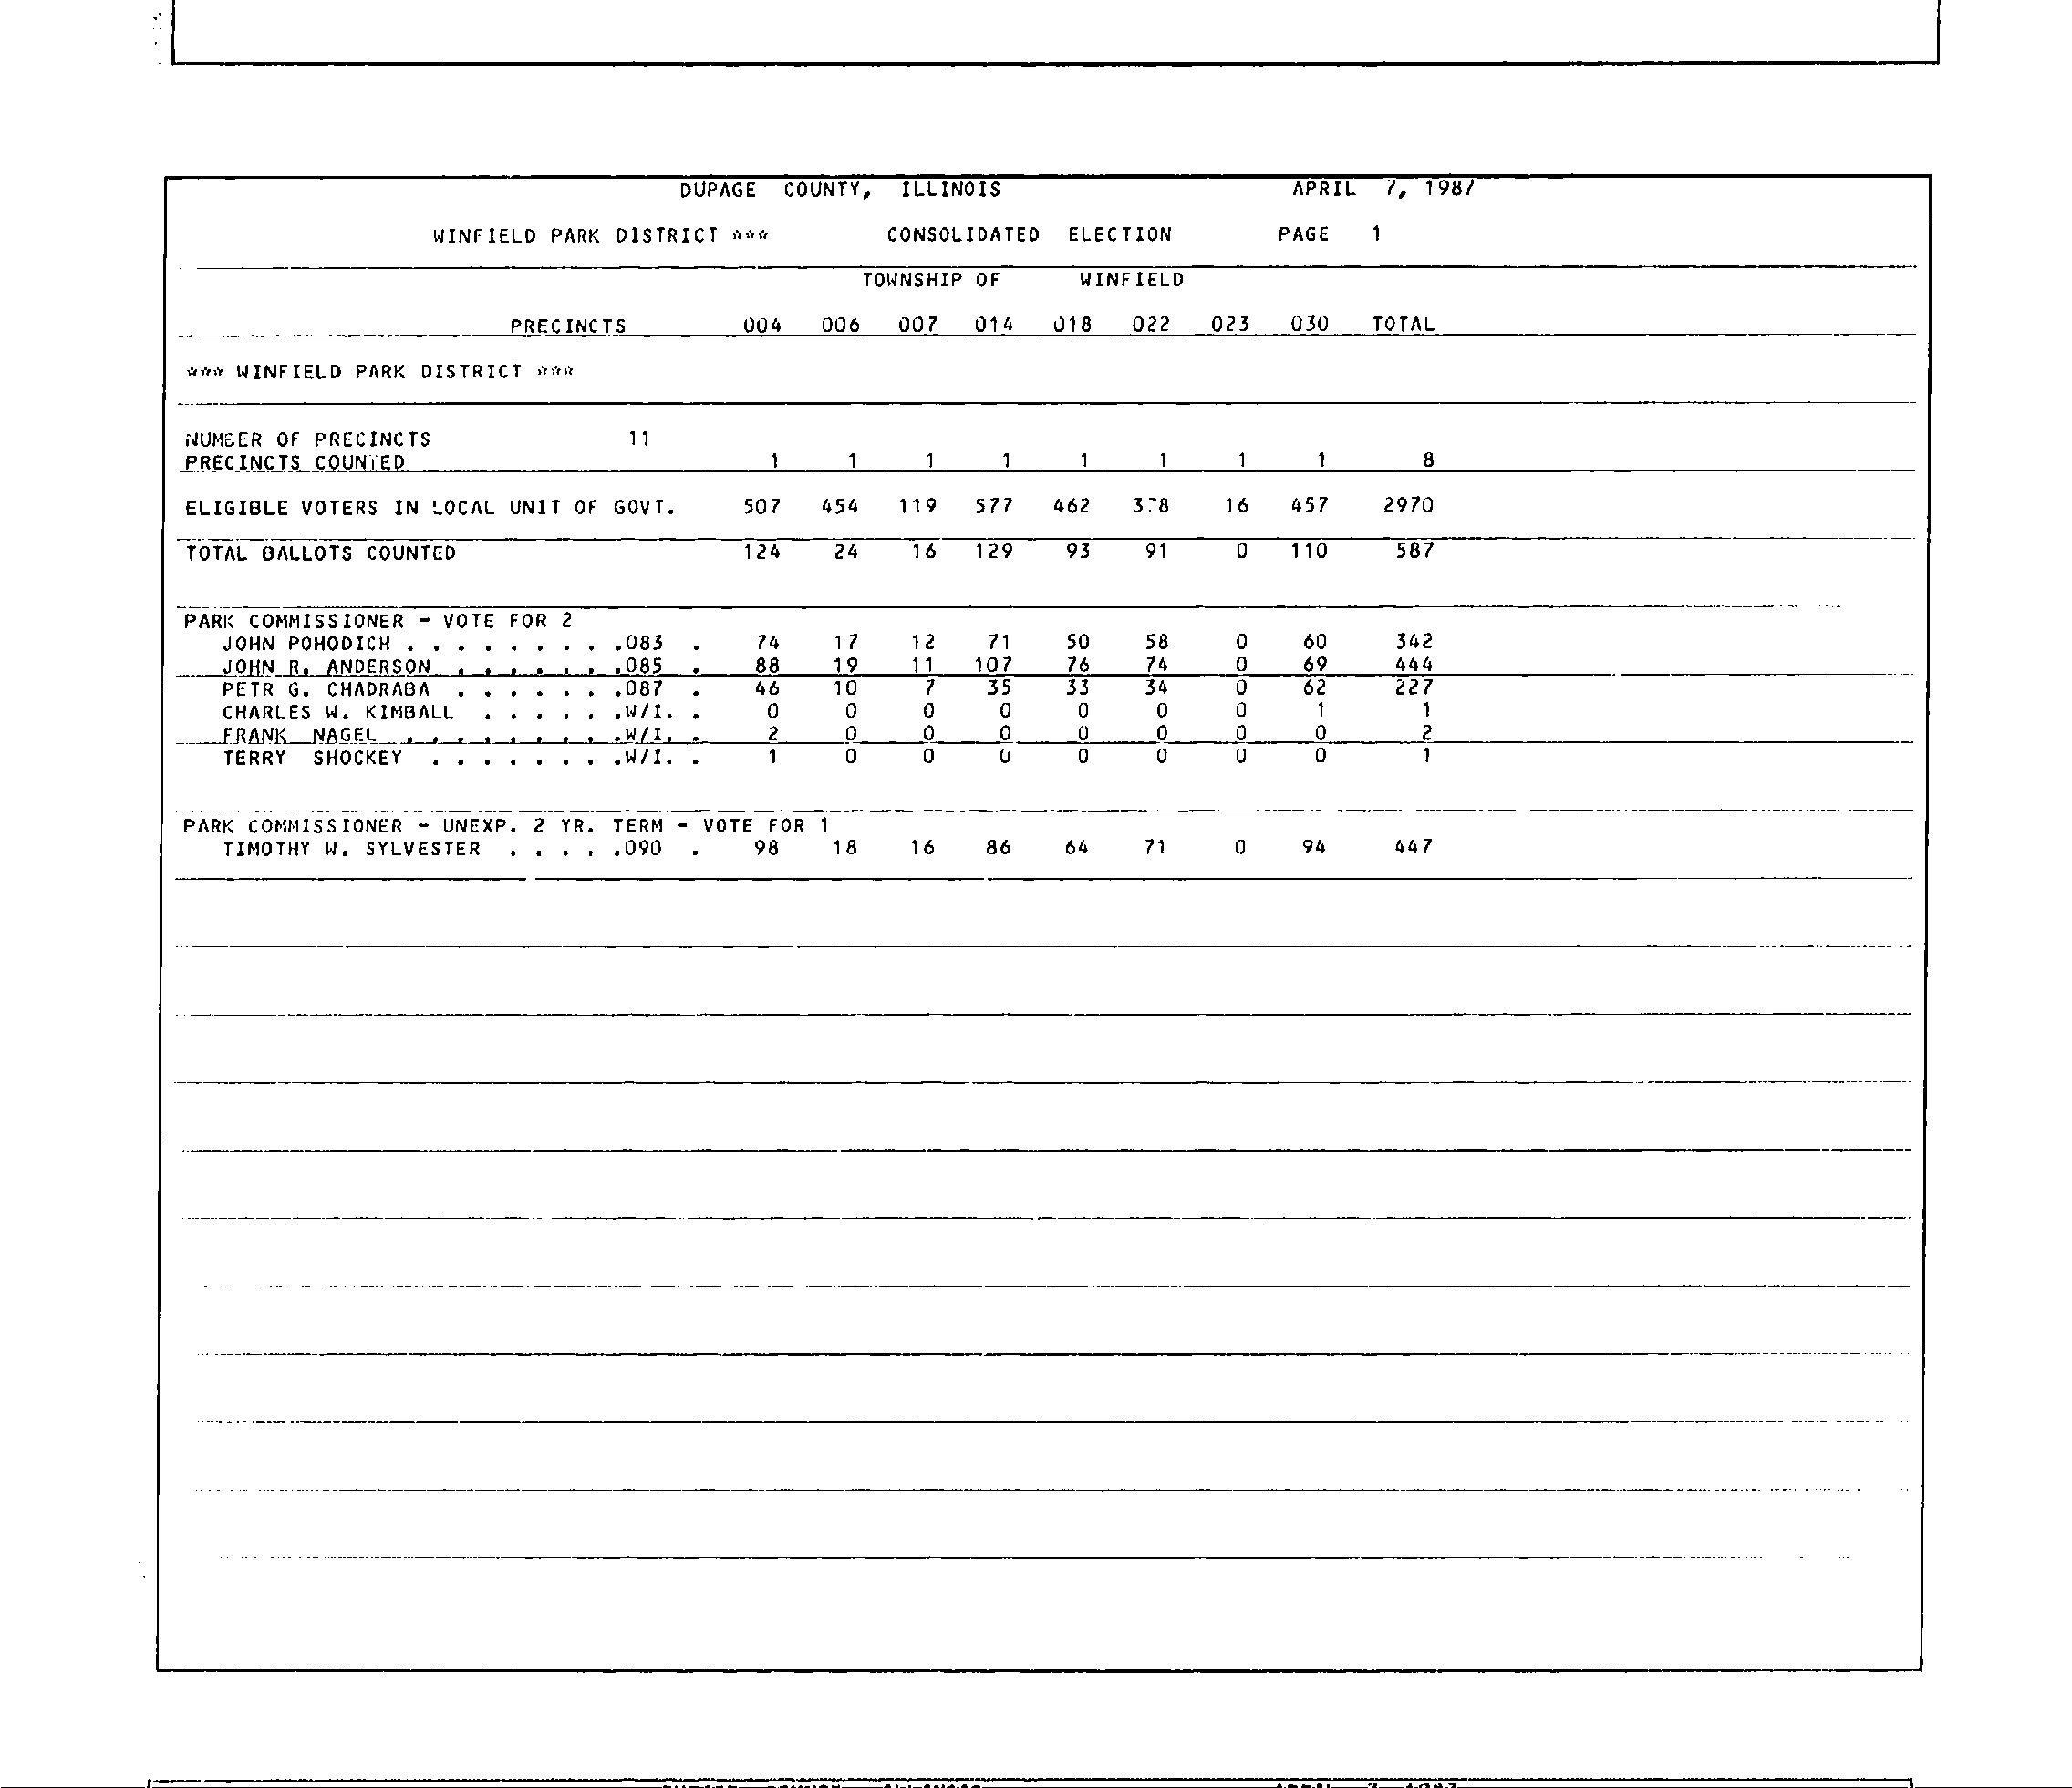 DUPAGE COUNTY, ILLINOIS APRIL 7, 1987
WINFIELD PARK DISTRICT *** CONSOLIDATED ELECTION PAGE 1
TOWNSHIP OF WINFIELD
PRECINCTS 004 006 007 014 018 022 023 030 TOTAL
*** WINFIELD PARK DISTRICT ***
NUMBER OF PRECINCTS 11
PRECINCTS COUNTED 1 1 1 1 1 1 1 1 8
ELIGIBLE VOTERS IN LOCAL UNIT OF GOVT. 507 454 119 577 462 378 16 457 2970
TOTAL BALLOTS COUNTED 124 24 16 129 93 91 0 110 587
PARK COMMISSIONER - VOTE FOR 2
JOHN POHODICH . . . . . . . . .083 . 74 17 12 71 50 58 0 60 342
JOHN R. ANDERSON . . . . . . .085 . 88 19 11 107 76 74 0 69 444
PETR G. CHADRABA . . . . . . .087 . 46 10 7 35 33 34 0 62 227
CHARLES W. KIMBALL . . . . . .W/I. . 0 0 0 0 0 0 0 1 1
FRANK NAGEL . . . . . . . . .W/I. . 2 0 0 0 0 0 0 0 2
TERRY SHOCKEY . . . . . . . .W/I. . 1 0 0 0 0 0 0 0 1
PARK COMMISSIONER - UNEXP. 2 YR. TERM - VOTE FOR 1
TIMOTHY W. SYLVESTER . . . . .090 . 98 18 16 86 64 71 0 94 447